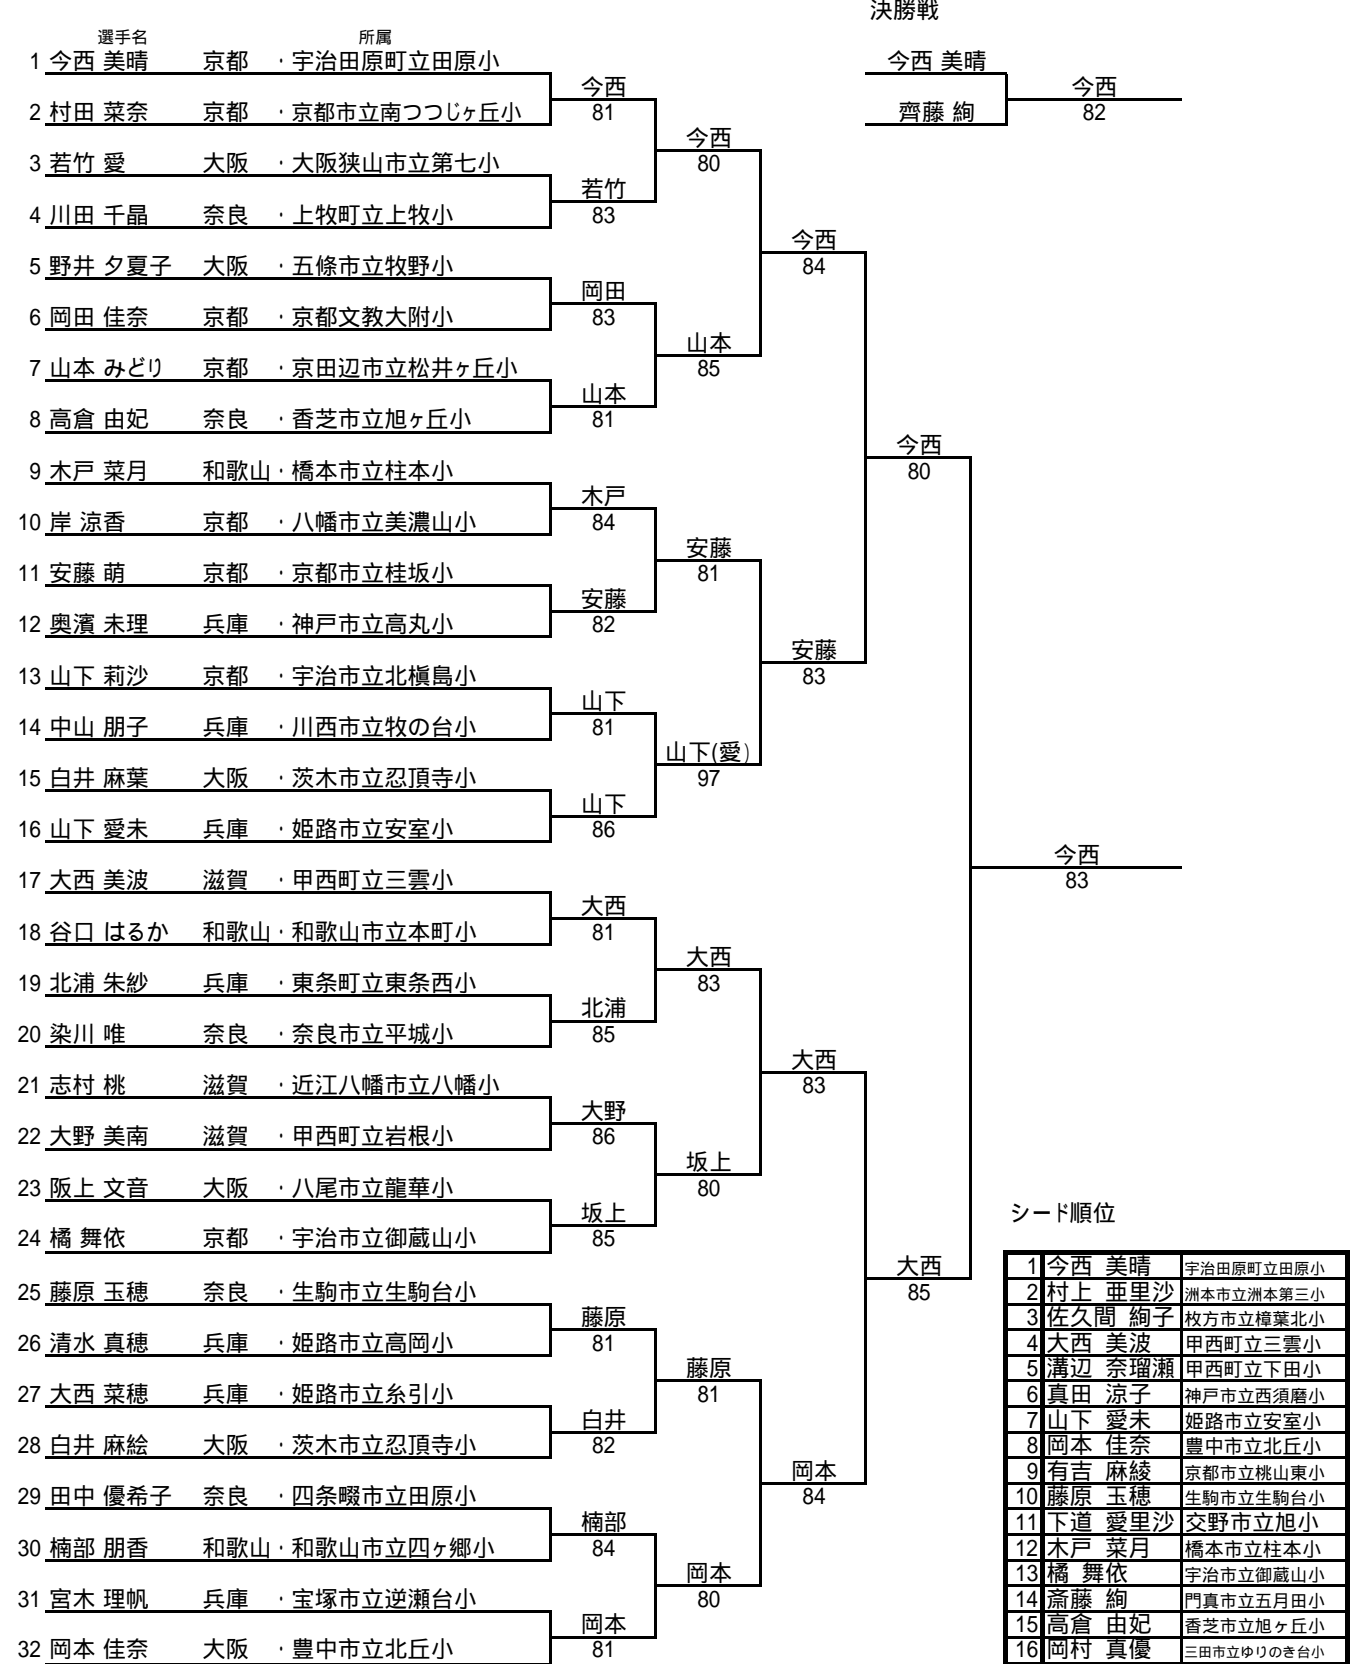 決勝戦
選手名 所属
1 今西 美晴 京都 ・宇治田原町立田原小
2 村田 菜奈 京都 ・京都市立南つつじヶ丘小
3 若竹 愛 大阪 ・大阪狭山市立第七小
4 川田 千晶 奈良 ・上牧町立上牧小
5 野井 夕夏子 大阪 ・五條市立牧野小
6 岡田 佳奈 京都 ・京都文教大附小
7 山本 みどり 京都 ・京田辺市立松井ヶ丘小
8 高倉 由妃 奈良 ・香芝市立旭ヶ丘小
9 木戸 菜月 和歌山・橋本市立柱本小
10 岸 涼香 京都 ・八幡市立美濃山小
11 安藤 萌 京都 ・京都市立桂坂小
12 奥濱 未理 兵庫 ・神戸市立高丸小
13 山下 莉沙 京都 ・宇治市立北槇島小
14 中山 朋子 兵庫 ・川西市立牧の台小
15 白井 麻葉 大阪 ・茨木市立忍頂寺小
16 山下 愛未 兵庫 ・姫路市立安室小
17 大西 美波 滋賀 ・甲西町立三雲小
18 谷口 はるか 和歌山・和歌山市立本町小
19 北浦 朱紗 兵庫 ・東条町立東条西小
20 染川 唯 奈良 ・奈良市立平城小
21 志村 桃 滋賀 ・近江八幡市立八幡小
22 大野 美南 滋賀 ・甲西町立岩根小
23 阪上 文音 大阪 ・八尾市立龍華小
24 橘 舞依 京都 ・宇治市立御蔵山小
25 藤原 玉穂 奈良 ・生駒市立生駒台小
26 清水 真穂 兵庫 ・姫路市立高岡小
27 大西 菜穂 兵庫 ・姫路市立糸引小
28 白井 麻絵 大阪 ・茨木市立忍頂寺小
29 田中 優希子 奈良 ・四条畷市立田原小
30 楠部 朋香 和歌山・和歌山市立四ヶ郷小
31 宮木 理帆 兵庫 ・宝塚市立逆瀬台小
32 岡本 佳奈 大阪 ・豊中市立北丘小
今西
81
若竹
83
岡田
83
山本
81
木戸
84
安藤
82
山下
81
山下
86
大西
81
北浦
85
大野
86
坂上
85
藤原
81
白井
82
楠部
84
岡本
81
今西
80
山本
85
安藤
81
山下(愛)
97
大西
83
坂上
80
藤原
81
岡本
80
今西
84
安藤
83
大西
83
岡本
84
今西
80
大西
85
今西
83
今西 美晴
齊藤 絢
今西
82
シード順位
1 今西 美晴 宇治田原町立田原小
2 村上 亜里沙 洲本市立洲本第三小
3 佐久間 絢子 枚方市立樟葉北小
4 大西 美波 甲西町立三雲小
5 溝辺 奈瑠瀬 甲西町立下田小
6 真田 涼子 神戸市立西須磨小
7 山下 愛未 姫路市立安室小
8 岡本 佳奈 豊中市立北丘小
9 有吉 麻綾 京都市立桃山東小
10 藤原 玉穂 生駒市立生駒台小
11 下道 愛里沙 交野市立旭小
12 木戸 菜月 橋本市立柱本小
13 橘 舞依 宇治市立御蔵山小
14 斎藤 絢 門真市立五月田小
15 高倉 由妃 香芝市立旭ヶ丘小
16 岡村 真優 三田市立ゆりのき台小